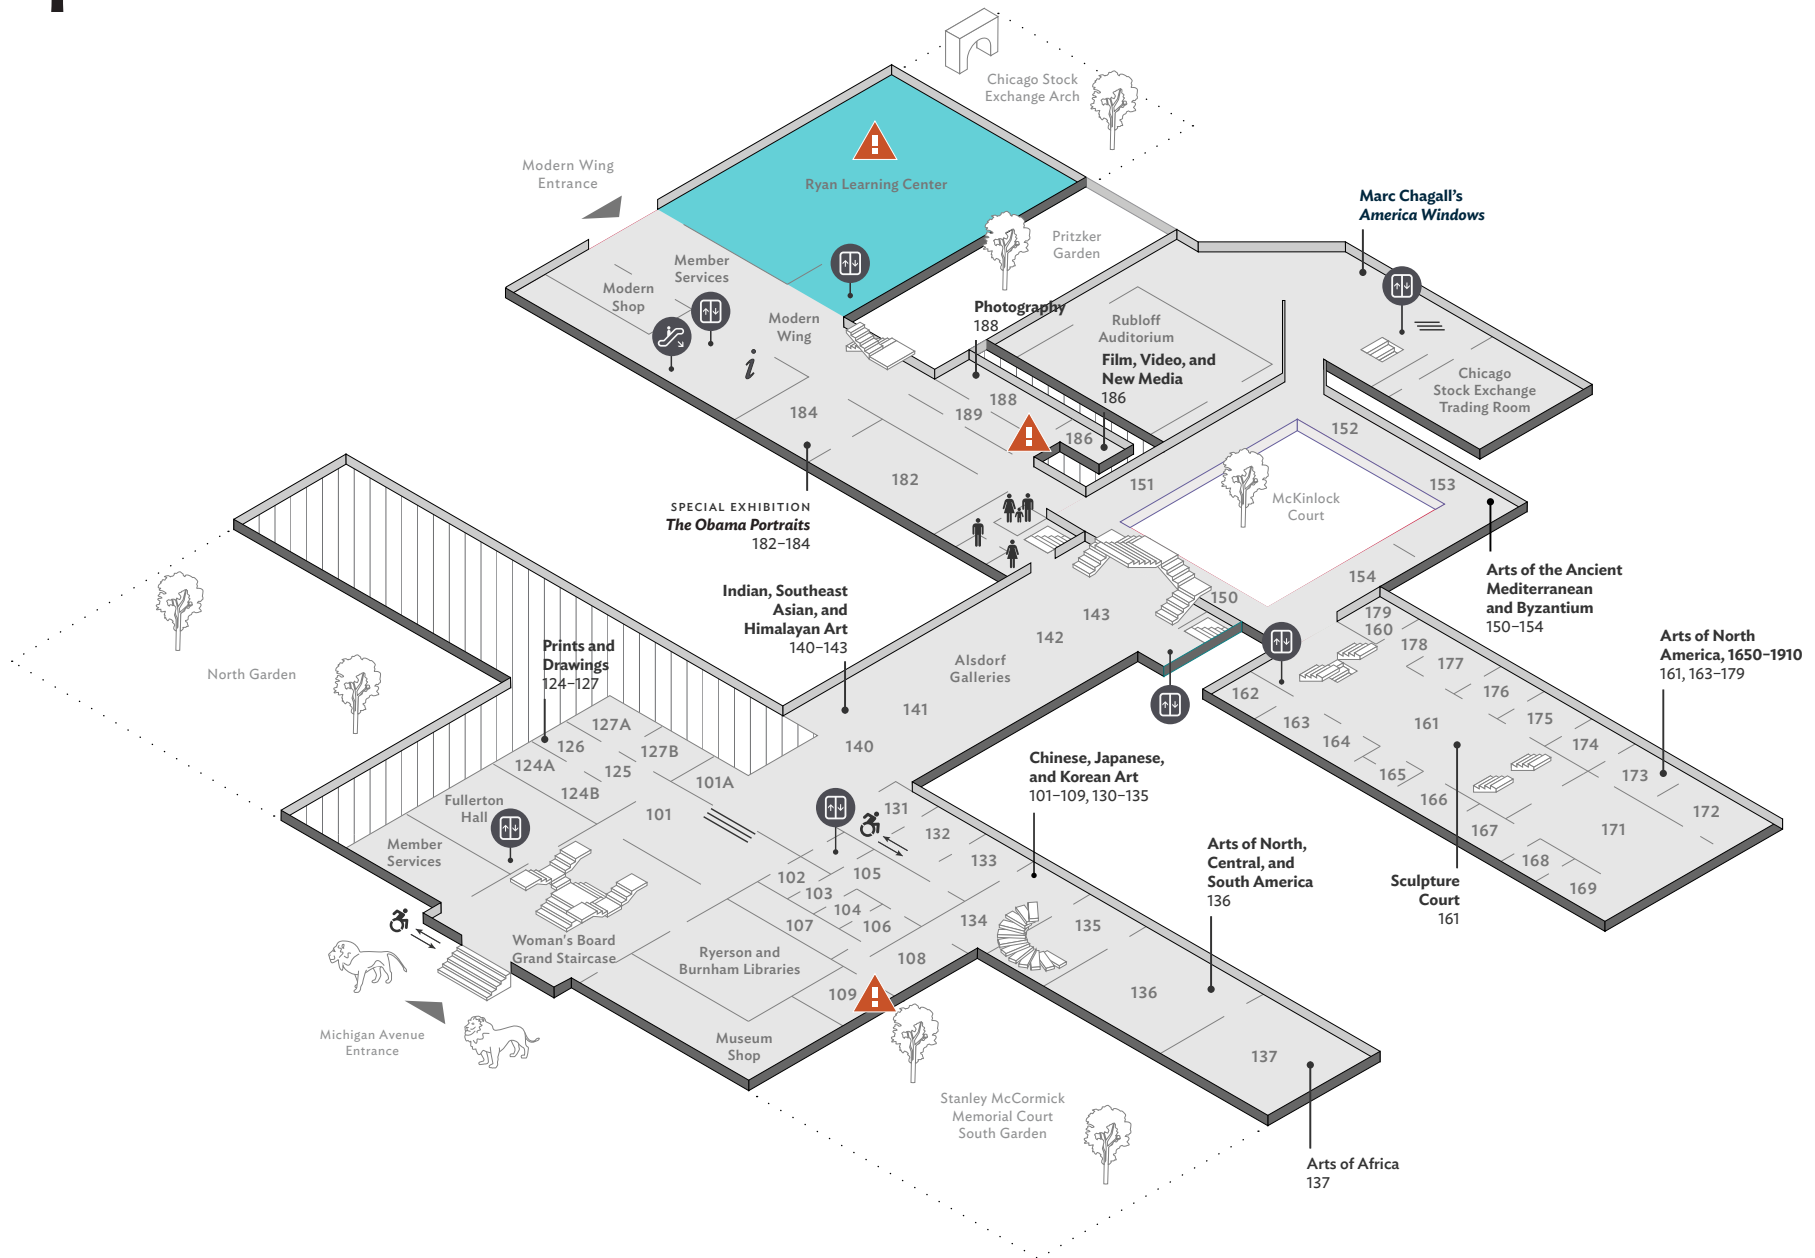 Chicago Stock
Exchange Arch
Modern Wing
Entrance
Ryan Learning Center
Marc Chagall's
America Windows
Pritzker
Garden
Member
Services
Modern
Shop
Modern
Wing
Photography
188
Rubloff
Auditorium
Film, Video, and
New Media
186
Chicago
Stock Exchange
Trading Room
184
188
189
186
182
151
152
153
McKinlock
Court
SPECIAL EXHIBITION
The Obama Portraits
182–184
Indian, Southeast
Asian, and
Himalayan Art
140–143
Arts of the Ancient
Mediterranean
and Byzantium
150–154
154
150
143
142
Alsdorf
Galleries
141
140
179
160
178
177
176
175
174
173
172
171
161
162
163
164
165
166
167
168
169
Arts of North
America, 1650–1910
161, 163–179
North Garden
Prints and
Drawings
124–127
127A
126
127B
124A
125
124B
101A
101
Fullerton
Hall
Member
Services
Chinese, Japanese,
and Korean Art
101–109, 130–135
131
132
133
102
105
103
104
107
106
134
135
108
109
136
137
Arts of North,
Central, and
South America
136
Sculpture
Court
161
Woman's Board
Grand Staircase
Ryerson and
Burnham Libraries
Michigan Avenue
Entrance
Museum
Shop
Stanley McCormick
Memorial Court
South Garden
Arts of Africa
137